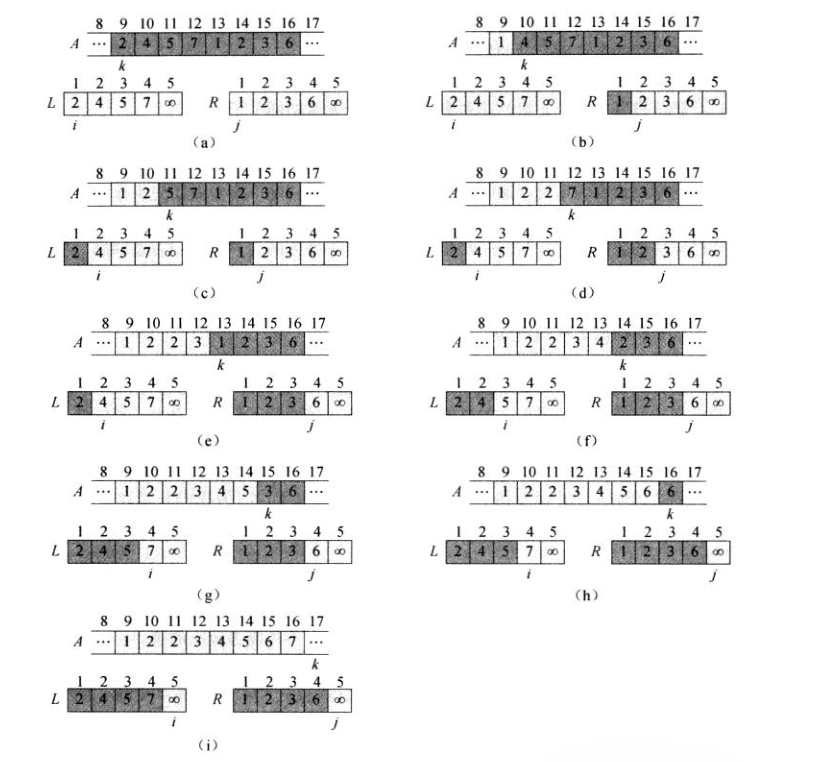 8 9 10 11 12 13 14 15 16 17
A ··· 2 4 5 7 1 2 3 6 ···
k
1 2 3 4 5
L 2 4 5 7 ∞
i
1 2 3 4 5
R 1 2 3 6 ∞
j
(a)
8 9 10 11 12 13 14 15 16 17
A ··· 1 4 5 7 1 2 3 6 ···
k
1 2 3 4 5
L 2 4 5 7 ∞
i
1 2 3 4 5
R 1 2 3 6 ∞
j
(b)
8 9 10 11 12 13 14 15 16 17
A ··· 1 2 5 7 1 2 3 6 ···
k
1 2 3 4 5
L 2 4 5 7 ∞
i
1 2 3 4 5
R 1 2 3 6 ∞
j
(c)
8 9 10 11 12 13 14 15 16 17
A ··· 1 2 2 7 1 2 3 6 ···
k
1 2 3 4 5
L 2 4 5 7 ∞
i
1 2 3 4 5
R 1 2 3 6 ∞
j
(d)
8 9 10 11 12 13 14 15 16 17
A ··· 1 2 2 3 1 2 3 6 ···
k
1 2 3 4 5
L 2 4 5 7 ∞
i
1 2 3 4 5
R 1 2 3 6 ∞
j
(e)
8 9 10 11 12 13 14 15 16 17
A ··· 1 2 2 3 4 2 3 6 ···
k
1 2 3 4 5
L 2 4 5 7 ∞
i
1 2 3 4 5
R 1 2 3 6 ∞
j
(f)
8 9 10 11 12 13 14 15 16 17
A ··· 1 2 2 3 4 5 3 6 ···
k
1 2 3 4 5
L 2 4 5 7 ∞
i
1 2 3 4 5
R 1 2 3 6 ∞
j
(g)
8 9 10 11 12 13 14 15 16 17
A ··· 1 2 2 3 4 5 6 6 ···
k
1 2 3 4 5
L 2 4 5 7 ∞
i
1 2 3 4 5
R 1 2 3 6 ∞
j
(h)
8 9 10 11 12 13 14 15 16 17
A ··· 1 2 2 3 4 5 6 7 ···
k
1 2 3 4 5
L 2 4 5 7 ∞
i
1 2 3 4 5
R 1 2 3 6 ∞
j
(i)